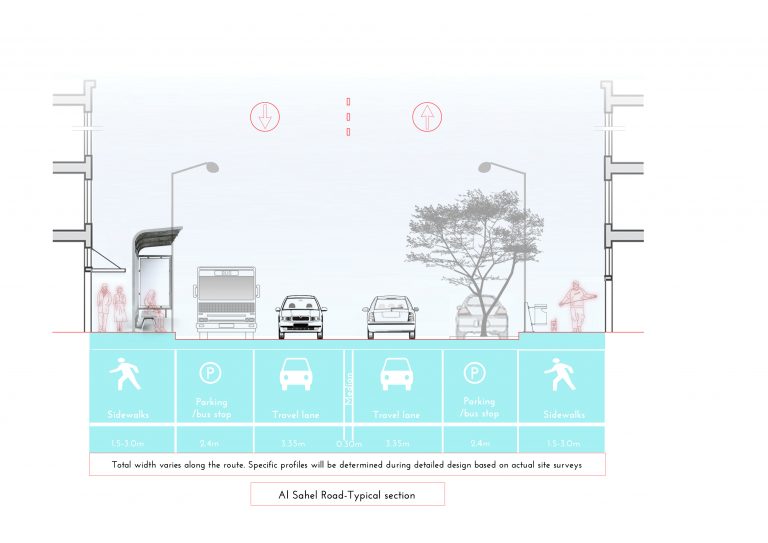 BUS
P
P
Sidewalks
Parking
/bus stop
Travel lane
Median
Travel lane
Parking
/bus stop
Sidewalks
1.5-3.0m
2.4m
3.35m
0.30m
3.35m
2.4m
1.5-3.0m
Total width varies along the route. Specific profiles will be determined during detailed design based on actual site surveys
Al Sahel Road-Typical section